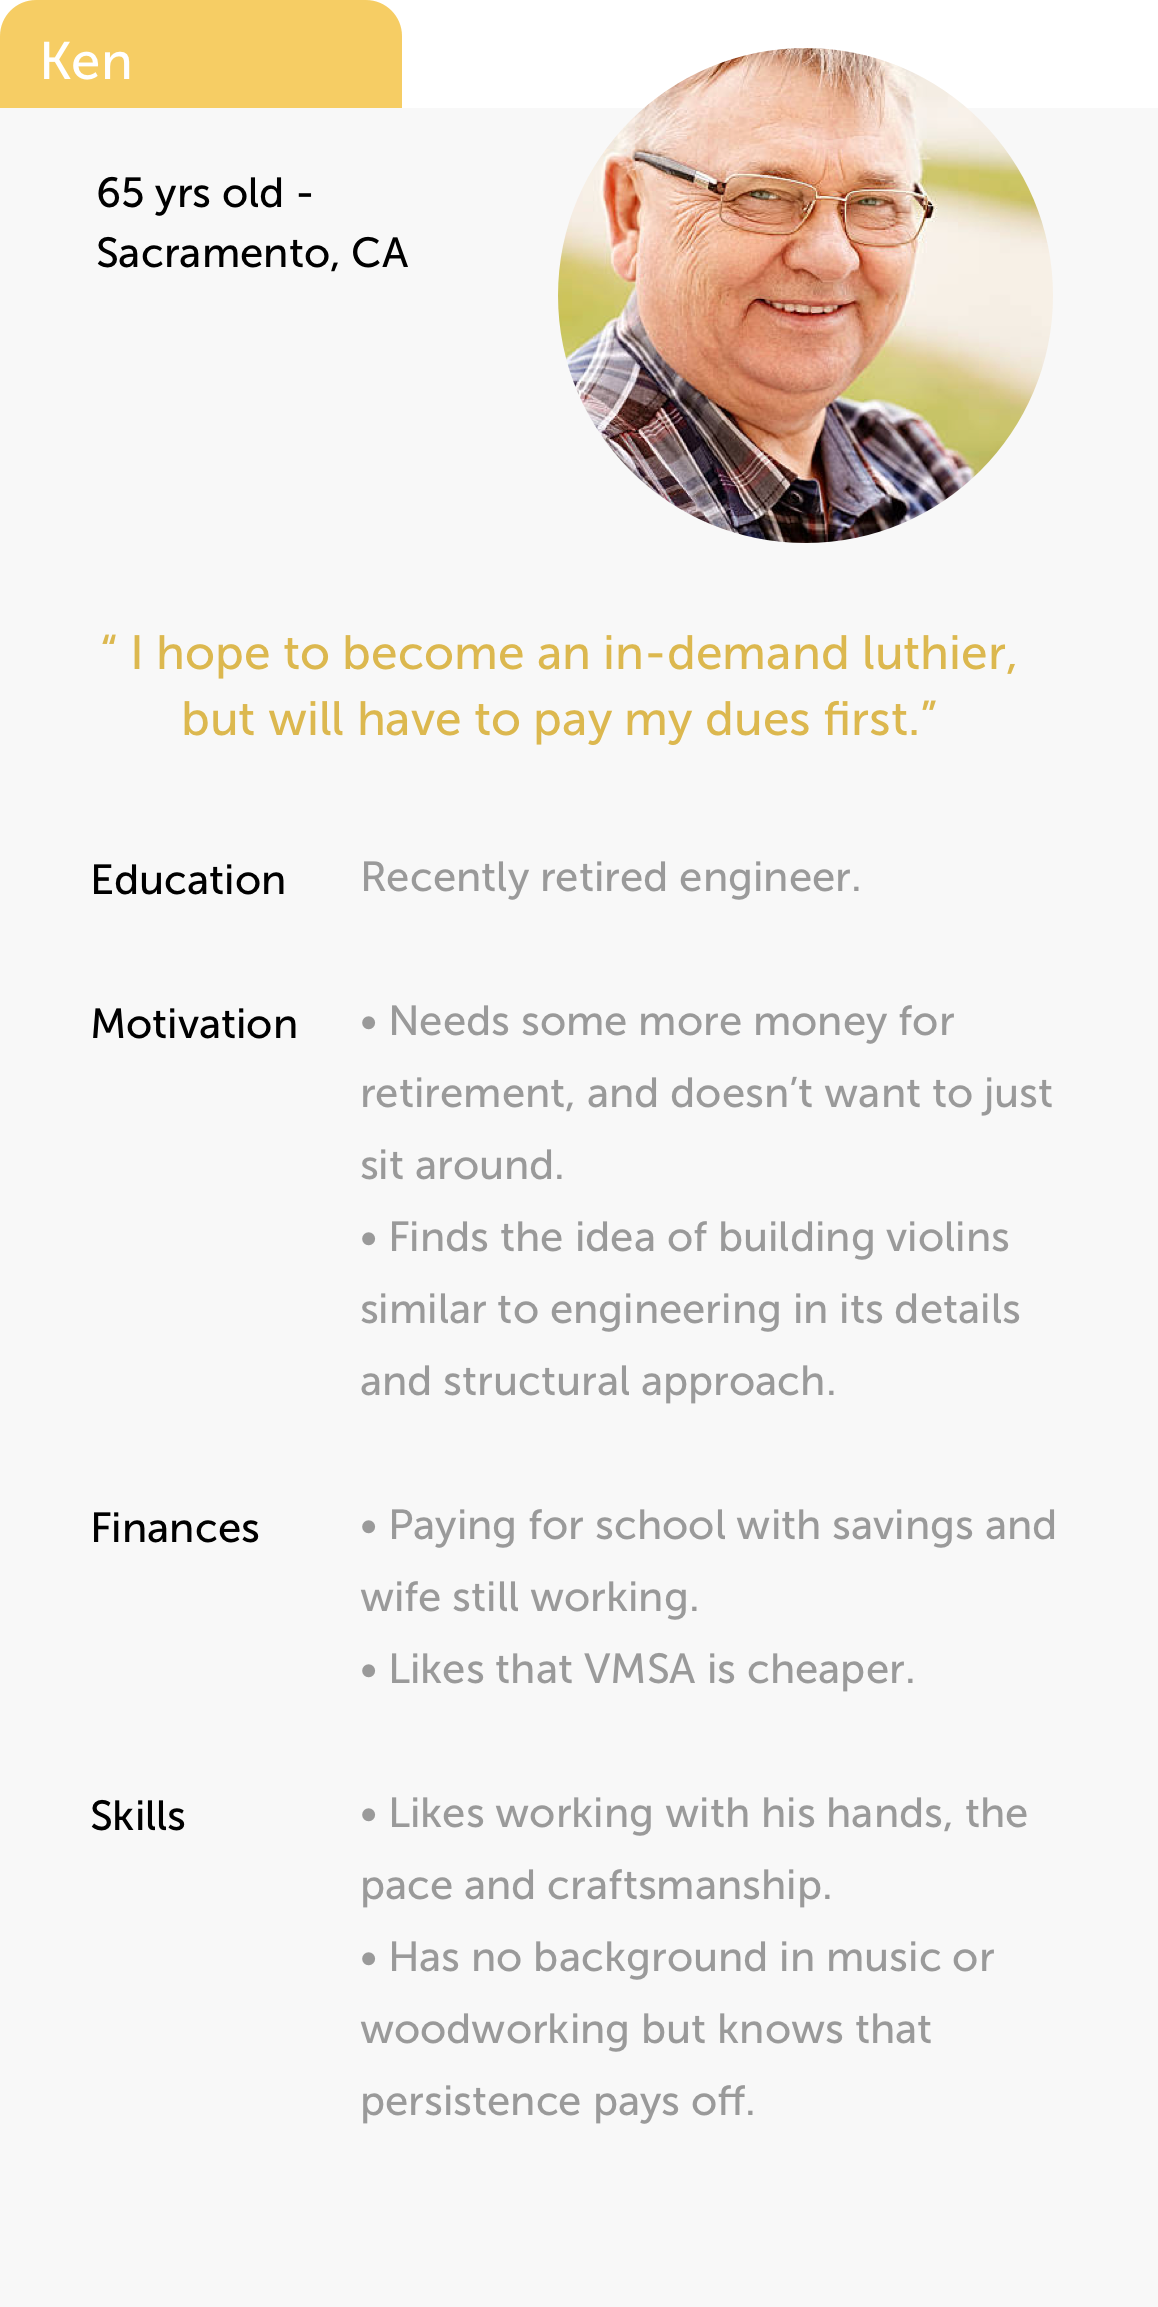 Ken
65 yrs old -
Sacramento, CA
“ I hope to become an in-demand luthier,
but will have to pay my dues first.”
Education
Recently retired engineer.
Motivation
• Needs some more money for
retirement, and doesn’t want to just
sit around.
• Finds the idea of building violins
similar to engineering in its details
and structural approach.
Finances
• Paying for school with savings and
wife still working.
• Likes that VMSA is cheaper.
Skills
• Likes working with his hands, the
pace and craftsmanship.
• Has no background in music or
woodworking but knows that
persistence pays off.